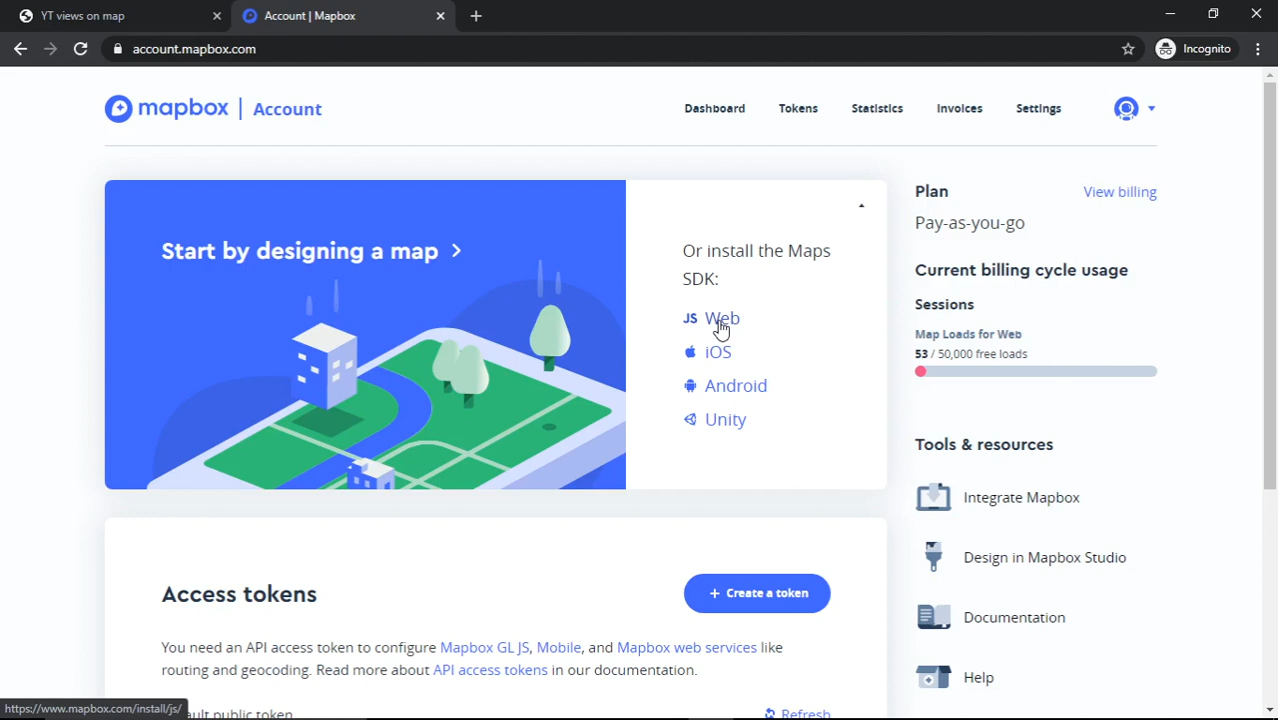 YT views on map
Account | Mapbox
account.mapbox.com
Incognito
mapbox | Account
Dashboard
Tokens
Statistics
Invoices
Settings
Start by designing a map >
Or install the Maps
SDK:
JS Web
iOS
Android
Unity
Plan
View billing
Pay-as-you-go
Current billing cycle usage
Sessions
Map Loads for Web
53 / 50,000 free loads
Tools & resources
Integrate Mapbox
Design in Mapbox Studio
Documentation
Help
Access tokens
+ Create a token
You need an API access token to configure Mapbox GL JS, Mobile, and Mapbox web services like
routing and geocoding. Read more about API access tokens in our documentation.
ault public token
Refresh
https://www.mapbox.com/install/js/